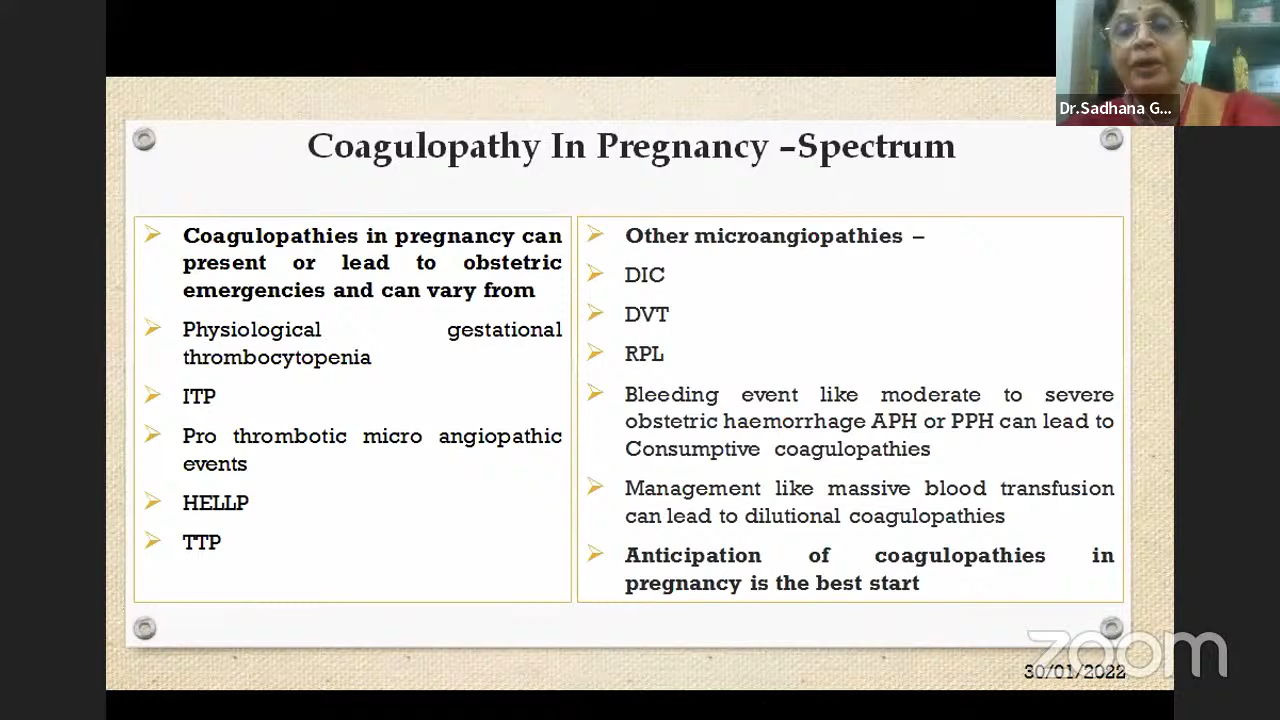 Dr.Sadhana G...
Coagulopathy In Pregnancy –Spectrum
Coagulopathies in pregnancy can
present or lead to obstetric
emergencies and can vary from
Physiological gestational
thrombocytopenia
ITP
Pro thrombotic micro angiopathic
events
HELLP
TTP
Other microangiopathies –
DIC
DVT
RPL
Bleeding event like moderate to severe
obstetric haemorrhage APH or PPH can lead to
Consumptive coagulopathies
Management like massive blood transfusion
can lead to dilutional coagulopathies
Anticipation of coagulopathies in
pregnancy is the best start
zoom
30/01/2022